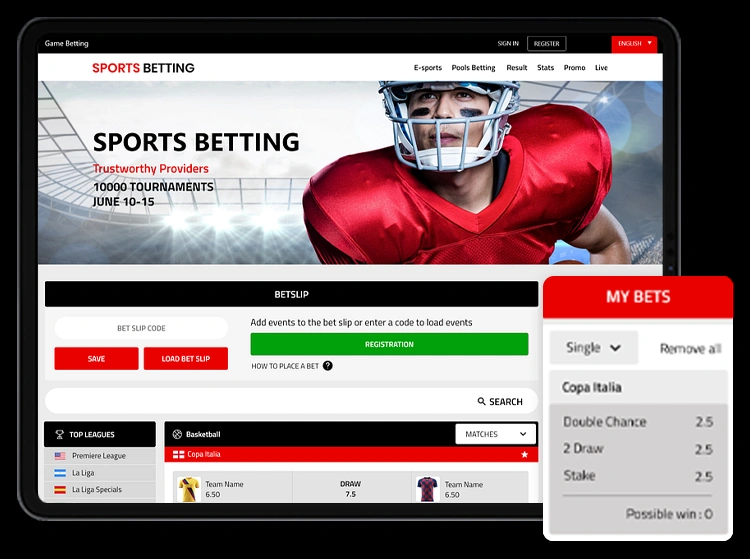 Game Betting
SIGN IN
REGISTER
ENGLISH
SPORTS BETTING
E-sports
Pools Betting
Result
Stats
Promo
Live
SPORTS BETTING
Trustworthy Providers
10000 TOURNAMENTS
JUNE 10-15
BETSLIP
BET SLIP CODE
SAVE
LOAD BET SLIP
Add events to the bet slip or enter a code to load events
REGISTRATION
HOW TO PLACE A BET ?
SEARCH
TOP LEAGUES
Premiere League
La Liga
La Liga Specials
Basketball
MATCHES
Copa Italia
Team Name
6.50
DRAW
7.5
Team Name
6.50
MY BETS
Single
Remove all
Copa Italia
Double Chance 2.5
2 Draw 2.5
Stake 2.5
Possible win : 0